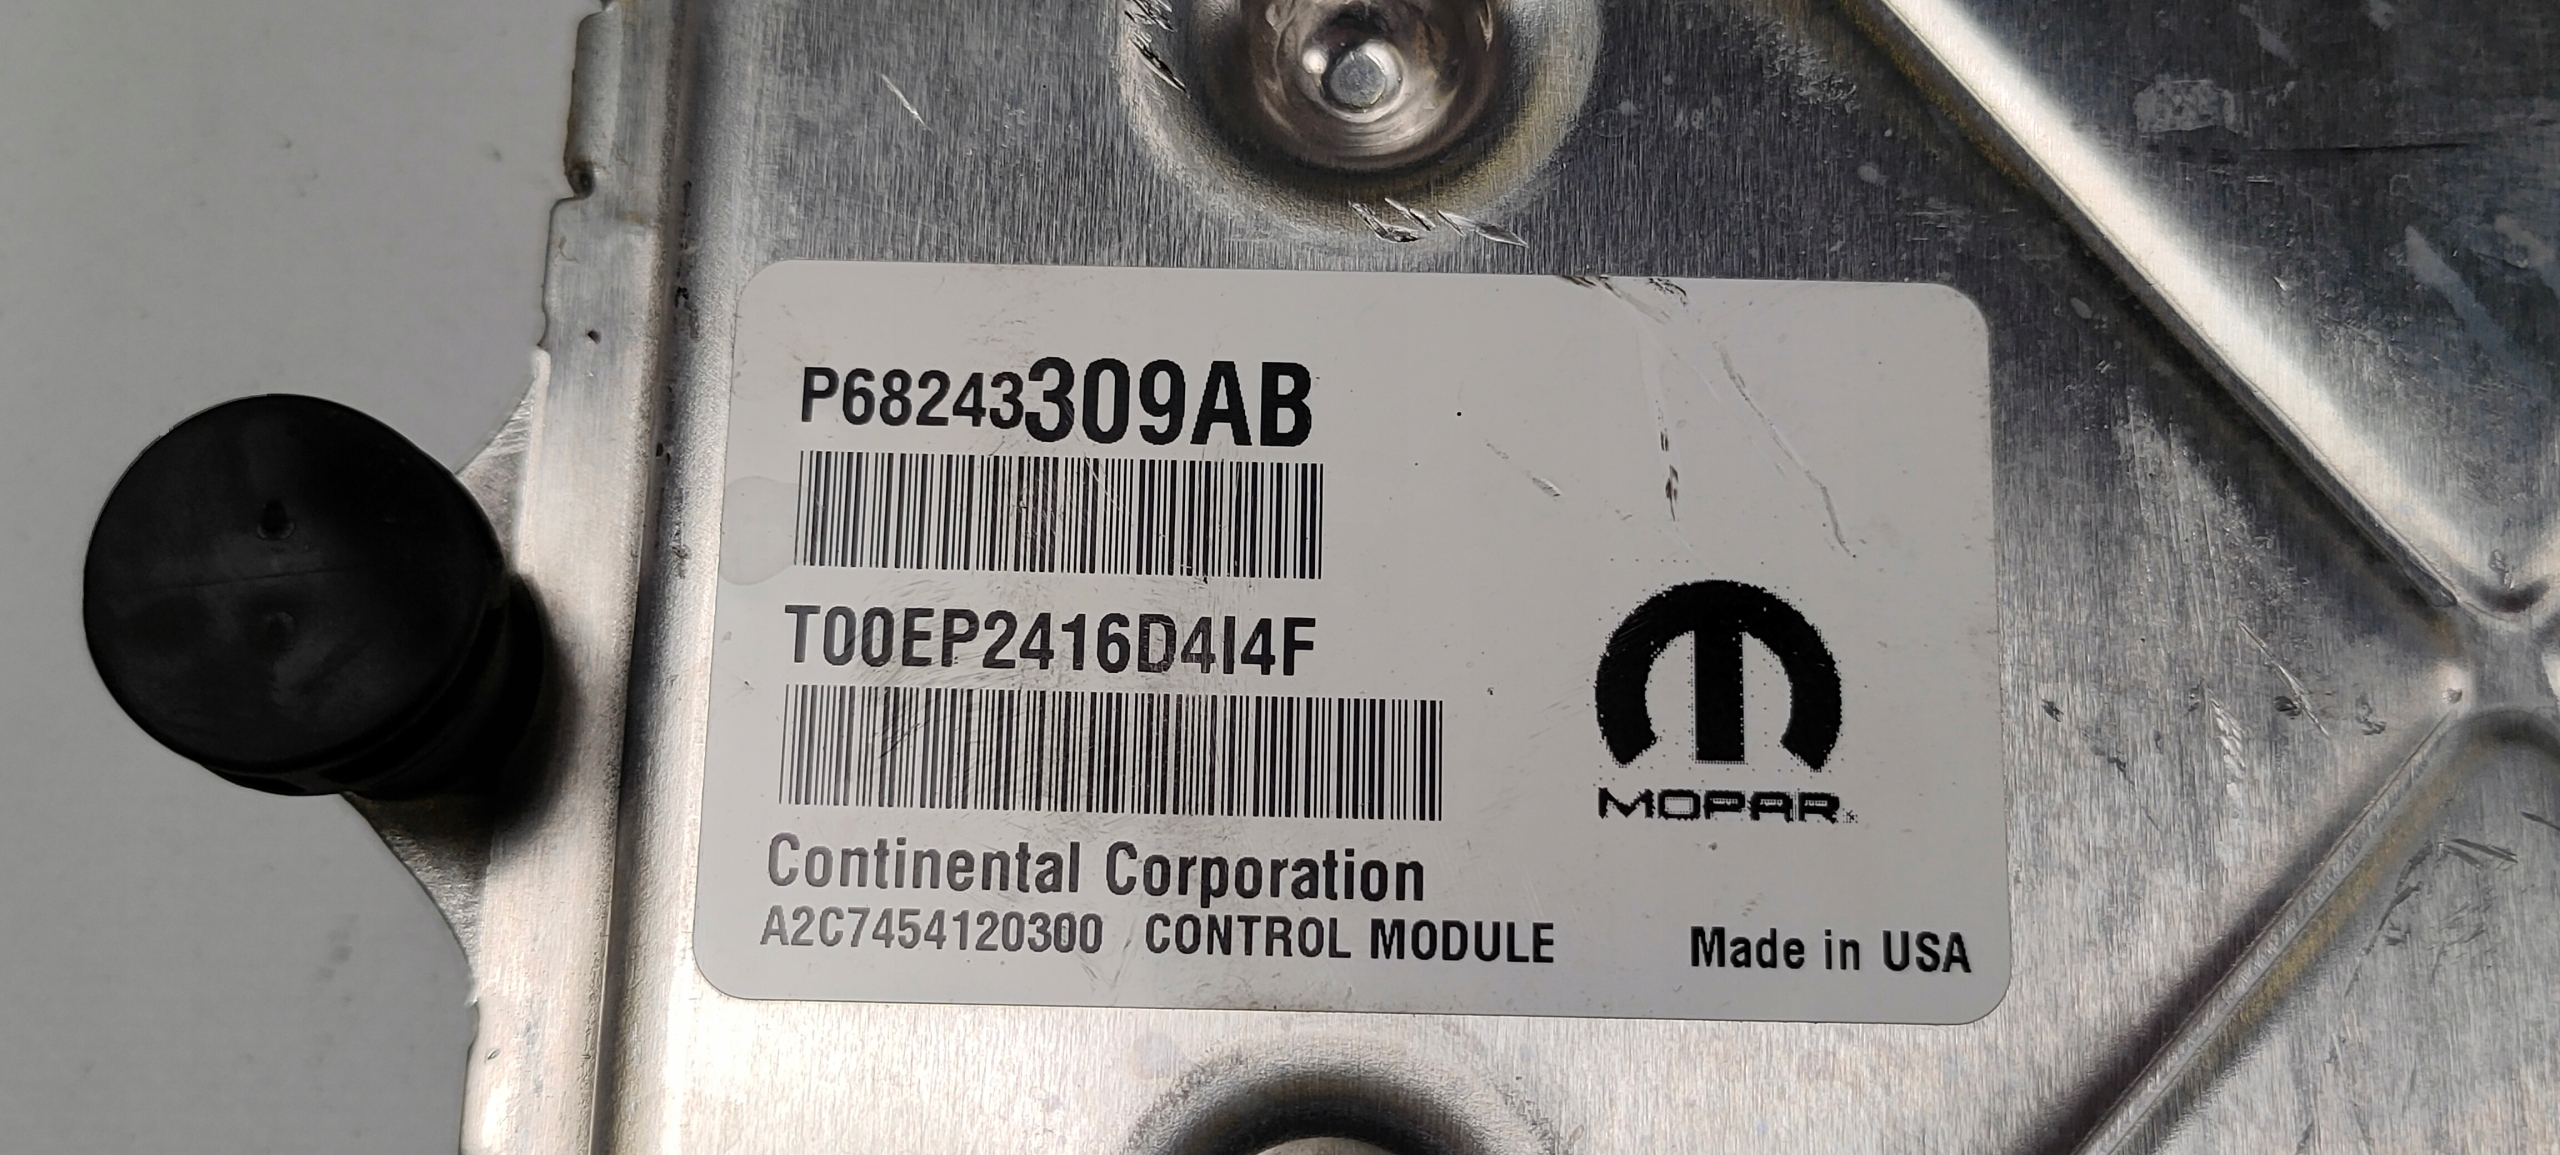 P68243309AB
T00EP2416D4I4F
MOPAR
Continental Corporation
A2C7454120300 CONTROL MODULE
Made in USA